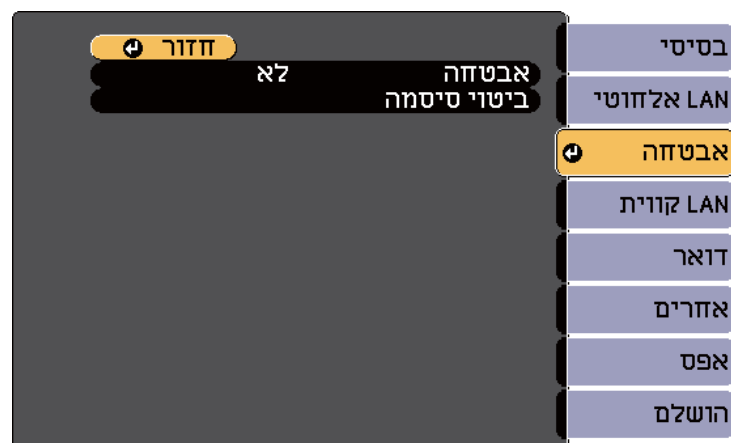 חזור
אבטחה לא
ביטוי סיסמה
בסיסי
LAN אלחוטי
אבטחה
LAN קווית
דואר
אחרים
אפס
הושלם